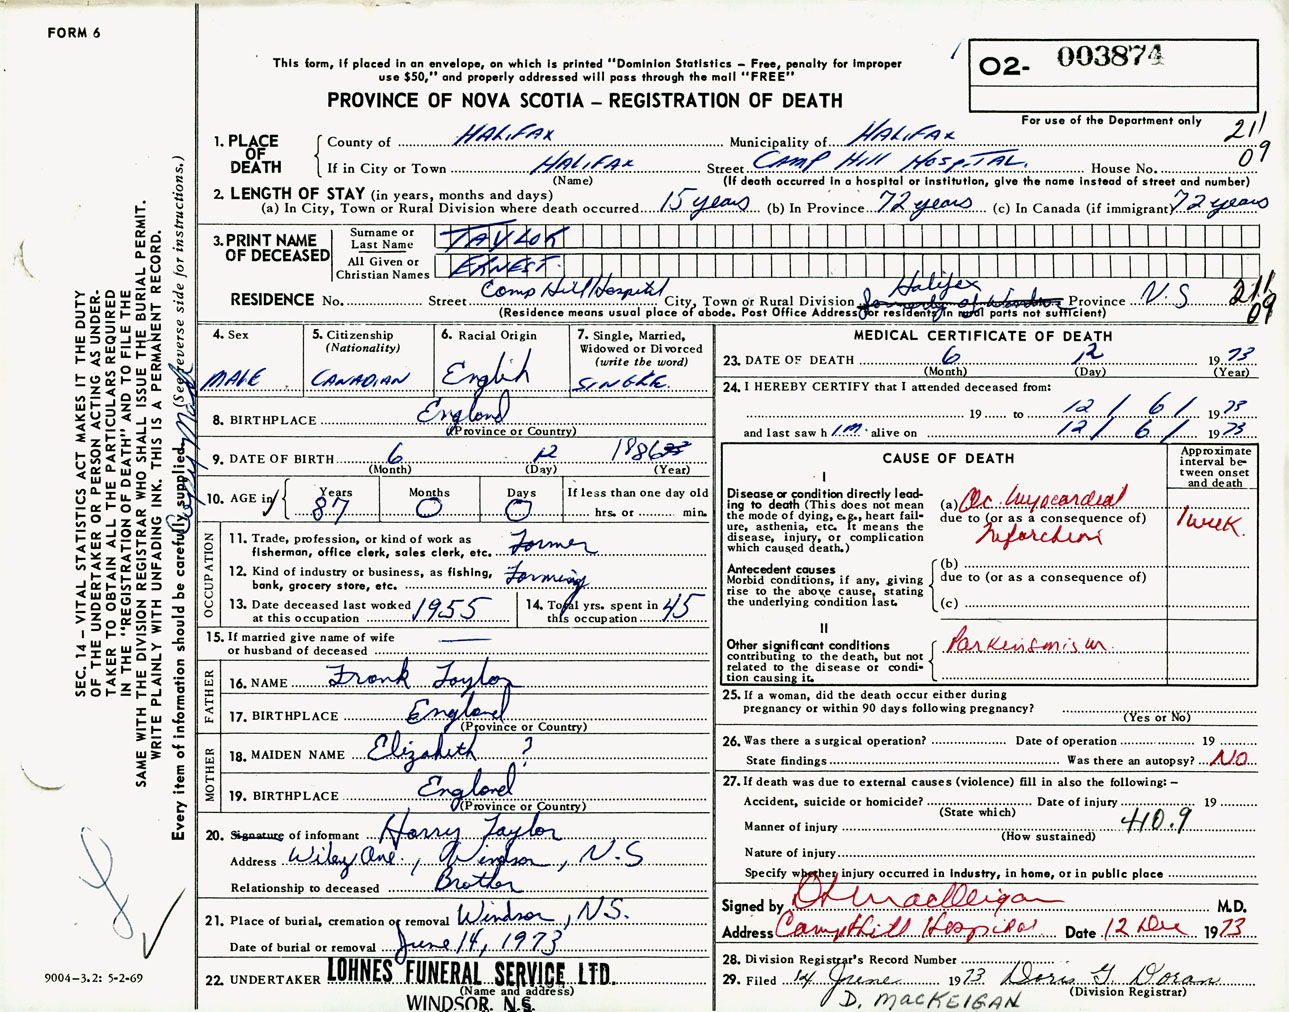 FORM 6
This form, if placed in an envelope, on which is printed "Dominion Statistics – Free, penalty for improper
use $50," and properly addressed will pass through the mail "FREE"
PROVINCE OF NOVA SCOTIA – REGISTRATION OF DEATH
02- 003874
For use of the Department only
211
09
1. PLACE OF DEATH
County of HALIFAX Municipality of HALIFAX
If in City or Town HALIFAX Street CAMP HILL HOSPITAL. House No.
(Name) (If death occurred in a hospital or institution, give the name instead of street and number)
2. LENGTH OF STAY (in years, months and days)
(a) In City, Town or Rural Division where death occurred 15 years (b) In Province 72 years (c) In Canada (if immigrant) 72 years
3. PRINT NAME OF DECEASED
Surname or Last Name TAYLOR
All Given or Christian Names ERNEST.
RESIDENCE No. Street Camp Hill Hospital City, Town or Rural Division Halifax formerly of Windsor Province N.S
(Residence means usual place of abode. Post Office Address for residents in rural parts not sufficient)
211
09
4. Sex
MALE
5. Citizenship
(Nationality)
CANADIAN
6. Racial Origin
English
7. Single, Married,
Widowed or Divorced
(write the word)
SINGLE.
8. BIRTHPLACE England
(Province or Country)
9. DATE OF BIRTH 6 12 1886
(Month) (Day) (Year)
10. AGE in
Years Months Days If less than one day old
87 0 0 hrs. or min.
OCCUPATION
11. Trade, profession, or kind of work as
fisherman, office clerk, sales clerk, etc. Farmer
12. Kind of industry or business, as fishing,
bank, grocery store, etc. Farming
13. Date deceased last worked
at this occupation 1955
14. Total yrs. spent in
this occupation 45
15. If married give name of wife
or husband of deceased
FATHER
16. NAME Frank Taylor
17. BIRTHPLACE England
(Province or Country)
MOTHER
18. MAIDEN NAME Elizabeth ?
19. BIRTHPLACE England
(Province or Country)
20. Signature of informant Harry Taylor
Address Wiley Ave., Windsor, N.S
Relationship to deceased Brother
21. Place of burial, cremation or removal Windsor, N.S.
Date of burial or removal June 14, 1973
22. UNDERTAKER LOHNES FUNERAL SERVICE LTD.
(Name and address)
WINDSOR, N.S.
MEDICAL CERTIFICATE OF DEATH
23. DATE OF DEATH 6 12 1973
(Month) (Day) (Year)
24. I HEREBY CERTIFY that I attended deceased from:
19 to 12/6/ 1973
and last saw h im alive on 12/6/ 1973
CAUSE OF DEATH
Approximate
interval be-
tween onset
and death
I
Disease or condition directly lead-
ing to death (This does not mean
the mode of dying, e.g., heart fail-
ure, asthenia, etc. It means the
disease, injury, or complication
which caused death.)
(a) Ac. Myocardial
due to (or as a consequence of)
Infarction
1 week.
Antecedent causes
Morbid conditions, if any, giving
rise to the above cause, stating
the underlying condition last.
(b)
due to (or as a consequence of)
(c)
II
Other significant conditions
contributing to the death, but not
related to the disease or condi-
tion causing it.
Parkinsonism.
25. If a woman, did the death occur either during
pregnancy or within 90 days following pregnancy?
(Yes or No)
26. Was there a surgical operation? Date of operation 19
State findings Was there an autopsy? NO
27. If death was due to external causes (violence) fill in also the following:–
Accident, suicide or homicide? Date of injury 19
(State which)
Manner of injury 410.9
(How sustained)
Nature of injury
Specify whether injury occurred in industry, in home, or in public place
Signed by M.D.
Address Camp Hill Hospital Date 12 Dec 1973
28. Division Registrar's Record Number
29. Filed 14 June 1973 Doris G. Doran
(Division Registrar)
D. MACKEIGAN
SEC. 14 – VITAL STATISTICS ACT MAKES IT THE DUTY
OF THE UNDERTAKER OR PERSON ACTING AS UNDER-
TAKER TO OBTAIN ALL THE PARTICULARS REQUIRED
IN THE "REGISTRATION OF DEATH" AND TO FILE THE
SAME WITH THE DIVISION REGISTRAR WHO SHALL ISSUE THE BURIAL PERMIT.
WRITE PLAINLY WITH UNFADING INK. THIS IS A PERMANENT RECORD.
Every item of information should be carefully supplied. (See reverse side for instructions.)
9004–3.2: 5-2-69